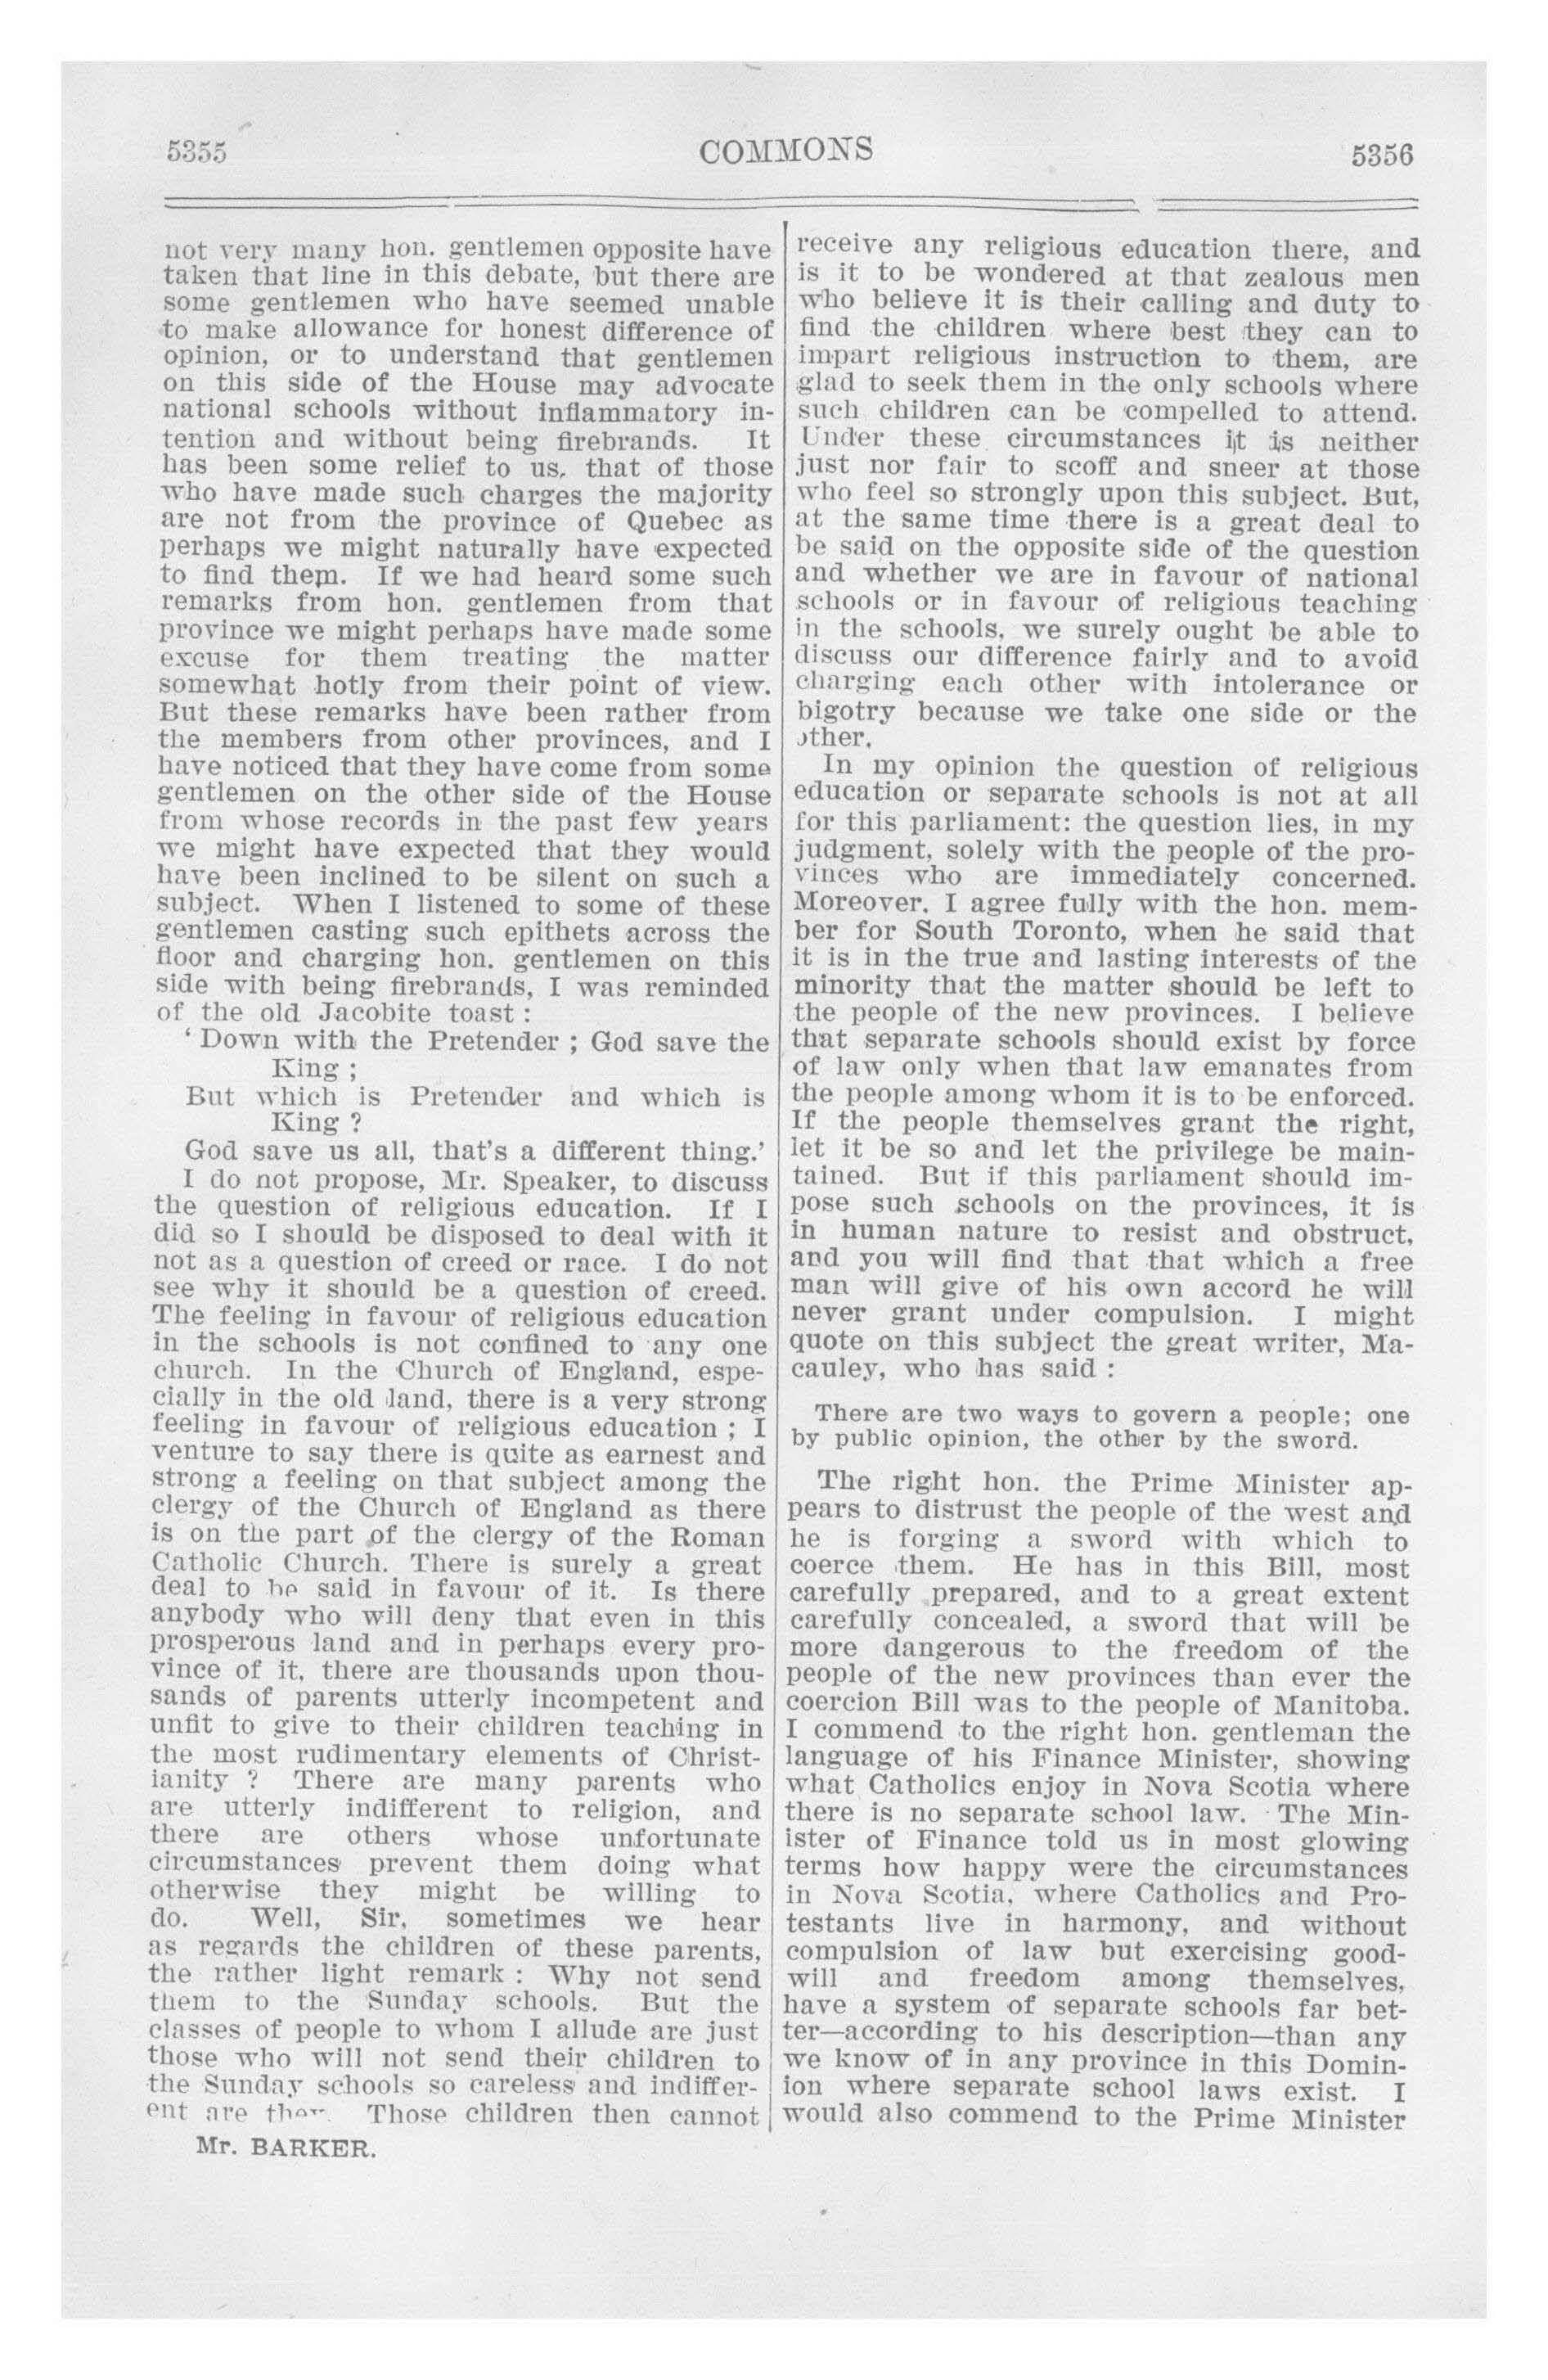 5355
COMMONS
5356
not very many hon. gentlemen opposite have
taken that line in this debate, but there are
some gentlemen who have seemed unable
to make allowance for honest difference of
opinion, or to understand that gentlemen
on this side of the House may advocate
national schools without inflammatory in-
tention and without being firebrands. It
has been some relief to us, that of those
who have made such charges the majority
are not from the province of Quebec as
perhaps we might naturally have expected
to find them. If we had heard some such
remarks from hon. gentlemen from that
province we might perhaps have made some
excuse for them treating the matter
somewhat hotly from their point of view.
But these remarks have been rather from
the members from other provinces, and I
have noticed that they have come from some
gentlemen on the other side of the House
from whose records in the past few years
we might have expected that they would
have been inclined to be silent on such a
subject. When I listened to some of these
gentlemen casting such epithets across the
floor and charging hon. gentlemen on this
side with being firebrands, I was reminded
of the old Jacobite toast :
' Down with the Pretender ; God save the
King ;
But which is Pretender and which is
King ?
God save us all, that's a different thing.'
I do not propose, Mr. Speaker, to discuss
the question of religious education. If I
did so I should be disposed to deal with it
not as a question of creed or race. I do not
see why it should be a question of creed.
The feeling in favour of religious education
in the schools is not confined to any one
church. In the Church of England, espe-
cially in the old land, there is a very strong
feeling in favour of religious education ; I
venture to say there is quite as earnest and
strong a feeling on that subject among the
clergy of the Church of England as there
is on the part of the clergy of the Roman
Catholic Church. There is surely a great
deal to be said in favour of it. Is there
anybody who will deny that even in this
prosperous land and in perhaps every pro-
vince of it, there are thousands upon thou-
sands of parents utterly incompetent and
unfit to give to their children teaching in
the most rudimentary elements of Christ-
ianity ? There are many parents who
are utterly indifferent to religion, and
there are others whose unfortunate
circumstances prevent them doing what
otherwise they might be willing to
do. Well, Sir, sometimes we hear
as regards the children of these parents,
the rather light remark : Why not send
them to the Sunday schools. But the
classes of people to whom I allude are just
those who will not send their children to
the Sunday schools so careless and indiffer-
ent are they. Those children then cannot
Mr. BARKER.
receive any religious education there, and
is it to be wondered at that zealous men
who believe it is their calling and duty to
find the children where best they can to
impart religious instruction to them, are
glad to seek them in the only schools where
such children can be compelled to attend.
Under these circumstances it is neither
just nor fair to scoff and sneer at those
who feel so strongly upon this subject. But,
at the same time there is a great deal to
be said on the opposite side of the question
and whether we are in favour of national
schools or in favour of religious teaching
in the schools, we surely ought be able to
discuss our difference fairly and to avoid
charging each other with intolerance or
bigotry because we take one side or the
other.
In my opinion the question of religious
education or separate schools is not at all
for this parliament: the question lies, in my
judgment, solely with the people of the pro-
vinces who are immediately concerned.
Moreover, I agree fully with the hon. mem-
ber for South Toronto, when he said that
it is in the true and lasting interests of the
minority that the matter should be left to
the people of the new provinces. I believe
that separate schools should exist by force
of law only when that law emanates from
the people among whom it is to be enforced.
If the people themselves grant the right,
let it be so and let the privilege be main-
tained. But if this parliament should im-
pose such schools on the provinces, it is
in human nature to resist and obstruct,
and you will find that that which a free
man will give of his own accord he will
never grant under compulsion. I might
quote on this subject the great writer, Ma-
cauley, who has said :
There are two ways to govern a people; one
by public opinion, the other by the sword.
The right hon. the Prime Minister ap-
pears to distrust the people of the west and
he is forging a sword with which to
coerce them. He has in this Bill, most
carefully prepared, and to a great extent
carefully concealed, a sword that will be
more dangerous to the freedom of the
people of the new provinces than ever the
coercion Bill was to the people of Manitoba.
I commend to the right hon. gentleman the
language of his Finance Minister, showing
what Catholics enjoy in Nova Scotia where
there is no separate school law. The Min-
ister of Finance told us in most glowing
terms how happy were the circumstances
in Nova Scotia, where Catholics and Pro-
testants live in harmony, and without
compulsion of law but exercising good-
will and freedom among themselves,
have a system of separate schools far bet-
ter—according to his description—than any
we know of in any province in this Domin-
ion where separate school laws exist. I
would also commend to the Prime Minister